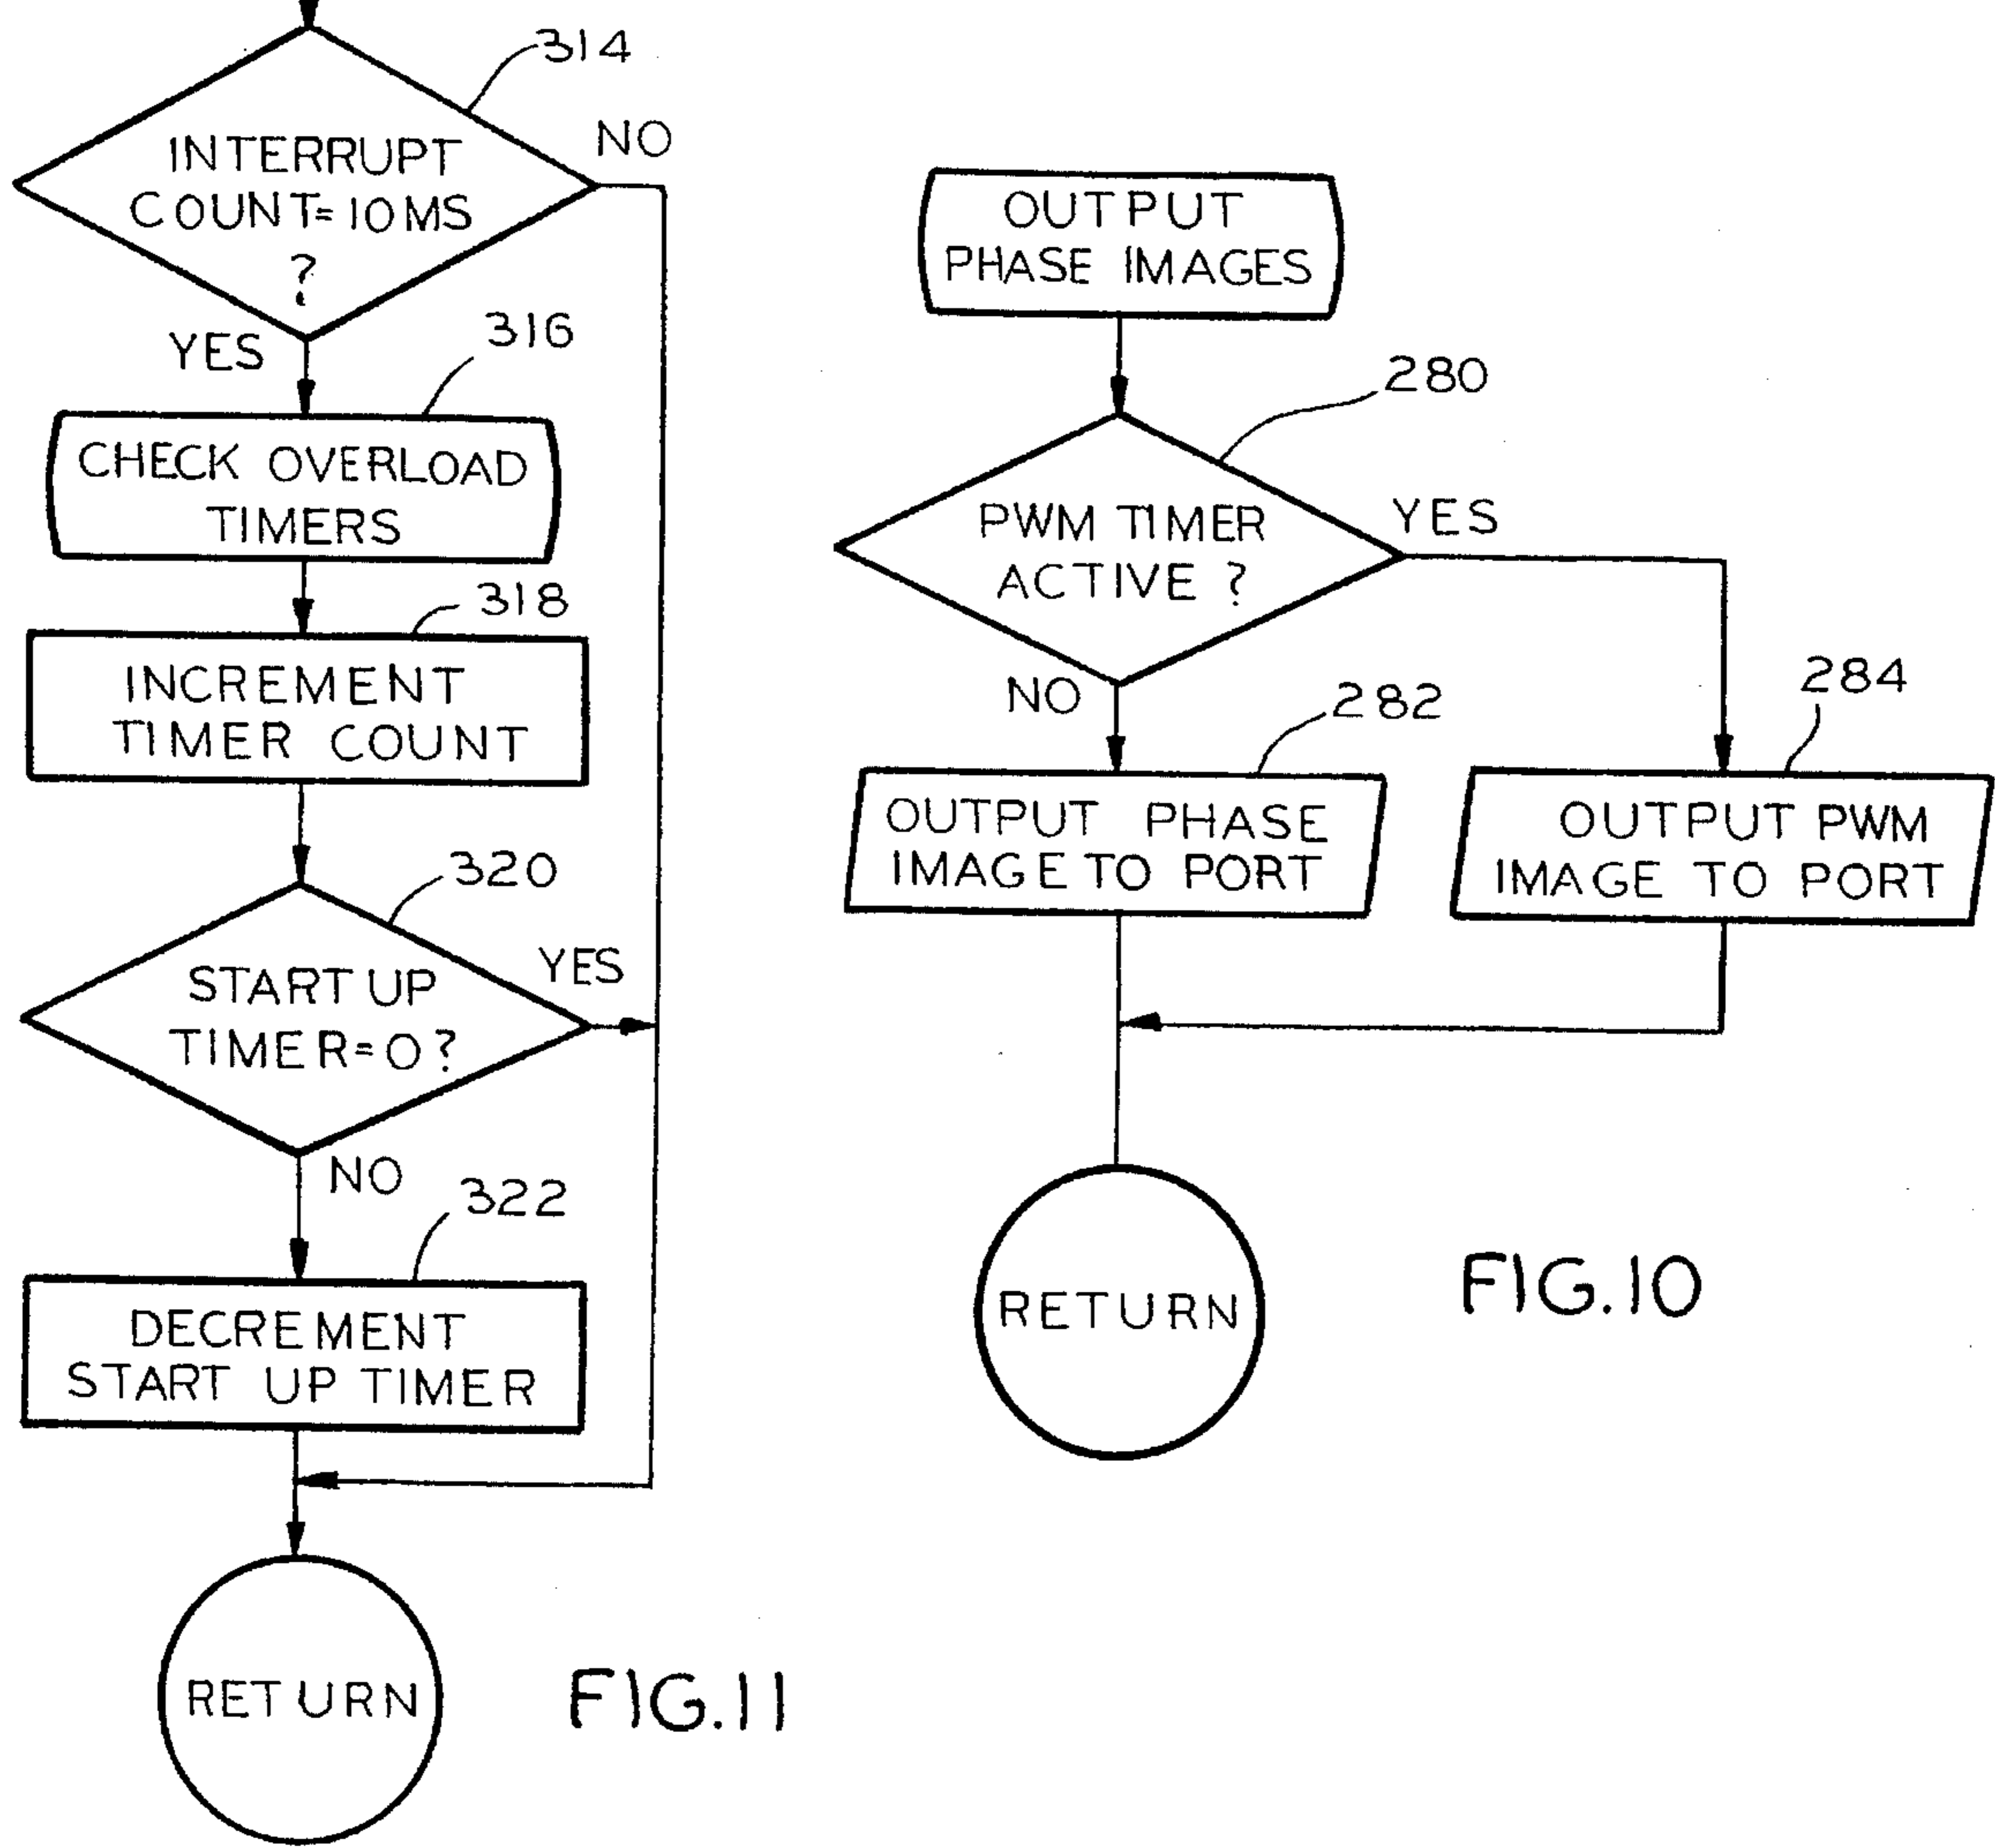 314
INTERRUPT
COUNT=10MS
?
NO
YES
316
CHECK OVERLOAD
TIMERS
318
INCREMENT
TIMER COUNT
320
START UP
TIMER=0?
YES
NO
322
DECREMENT
START UP TIMER
RETURN
FIG.11
OUTPUT
PHASE IMAGES
280
PWM TIMER
ACTIVE ?
YES
NO
282
OUTPUT PHASE
IMAGE TO PORT
284
OUTPUT PWM
IMAGE TO PORT
RETURN
FIG.10